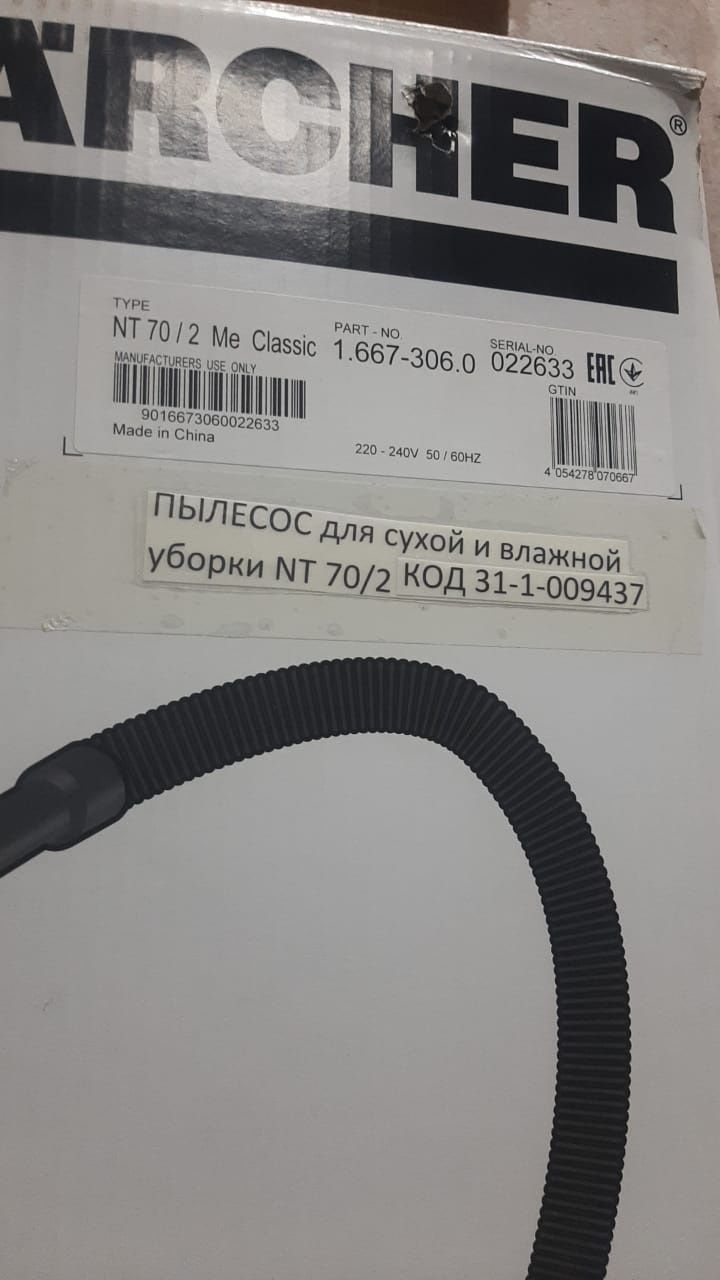 ÄRCHER®
TYPE
NT 70 / 2 Me Classic
PART - NO.
1.667-306.0
SERIAL-NO.
022633
EAC
MANUFACTURERS USE ONLY
GTIN
9016673060022633
Made in China
220 - 240V 50 / 60HZ
4 054278 070667
ПЫЛЕСОС для сухой и влажной
уборки NT 70/2 КОД 31-1-009437